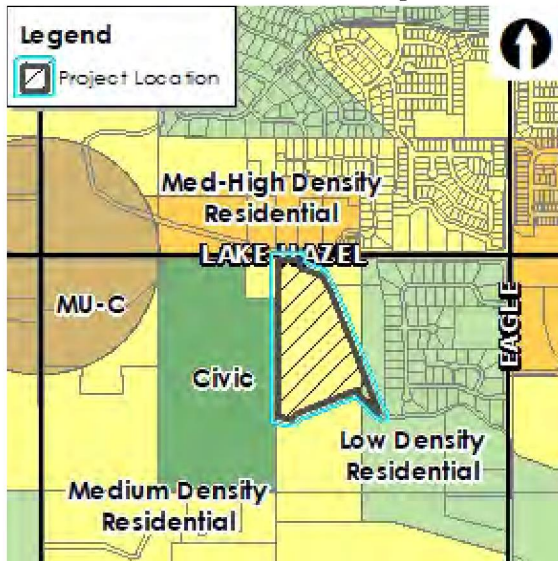 Legend
Project Location
Med-High Density
Residential
LAKE HAZEL
MU-C
EAGLE
Civic
Low Density
Residential
Medium Density
Residential